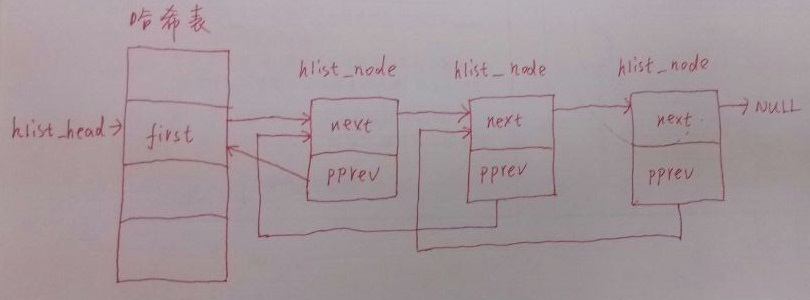 哈希表
hlist_node
hlist_node
hlist_node
hlist_head
first
next
next
next
NULL
pprev
pprev
pprev